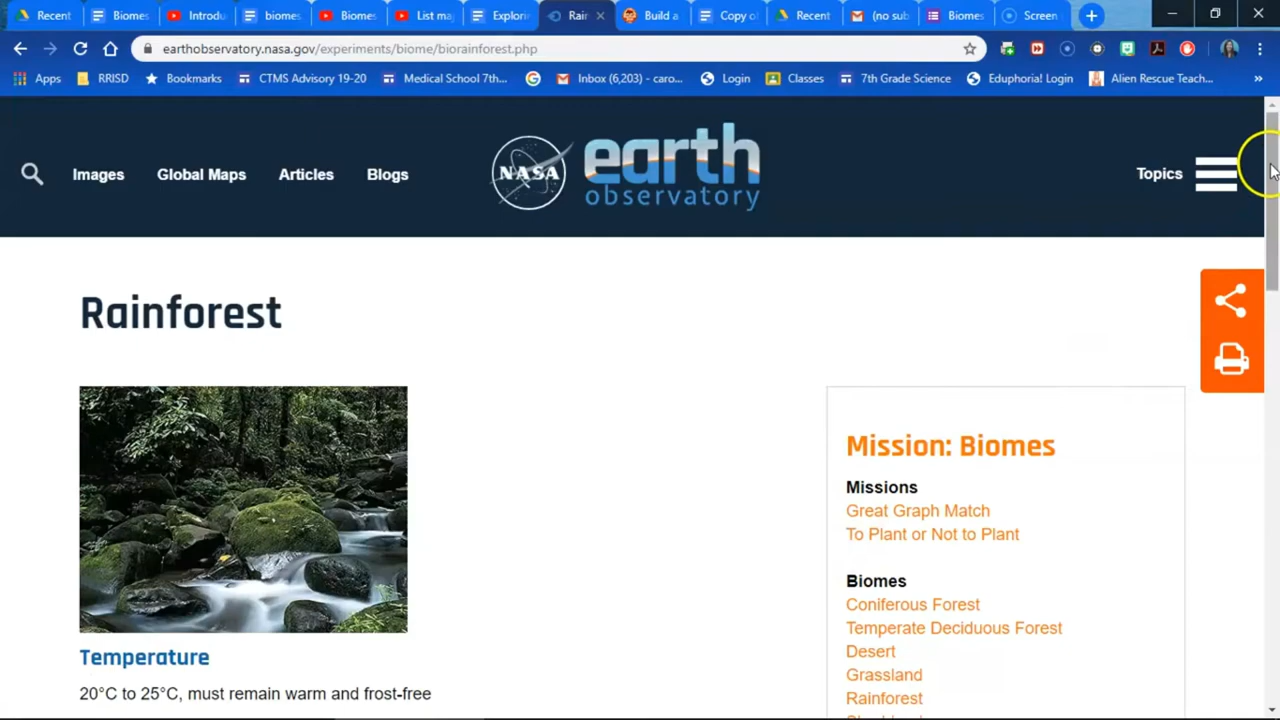 Recent
Biomes
Introdu
biomes
Biomes
List ma
Explorin
Rain
Build a
Copy o
Recent
(no sub
Biomes
Screen
earthobservatory.nasa.gov/experiments/biome/biorainforest.php
Apps
RRISD
Bookmarks
CTMS Advisory 19-20
Medical School 7th...
Inbox (6,203) - caro...
Login
Classes
7th Grade Science
Eduphoria! Login
Alien Rescue Teach...
»
Images
Global Maps
Articles
Blogs
NASA
earth
observatory
Topics
Rainforest
Mission: Biomes
Missions
Great Graph Match
To Plant or Not to Plant
Biomes
Coniferous Forest
Temperate Deciduous Forest
Desert
Grassland
Rainforest
Temperature
20°C to 25°C, must remain warm and frost-free